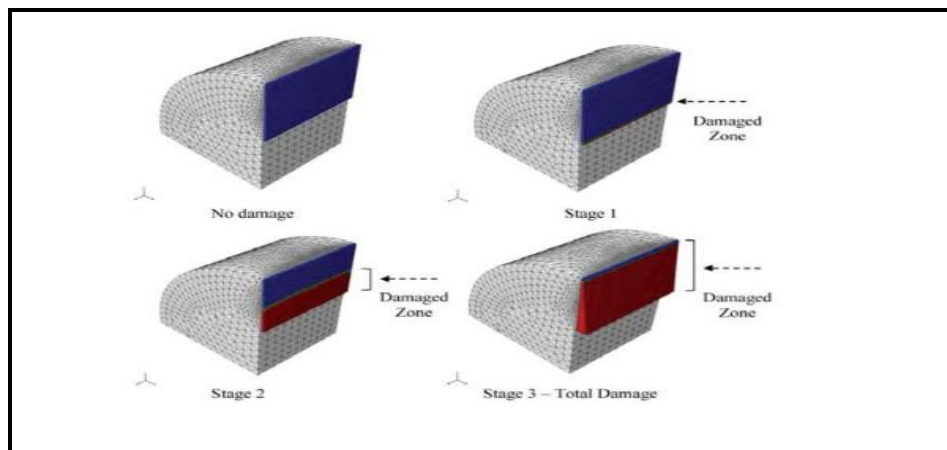 Damaged
Zone
No damage
Stage 1
Damaged
Zone
Damaged
Zone
Stage 2
Stage 3 – Total Damage